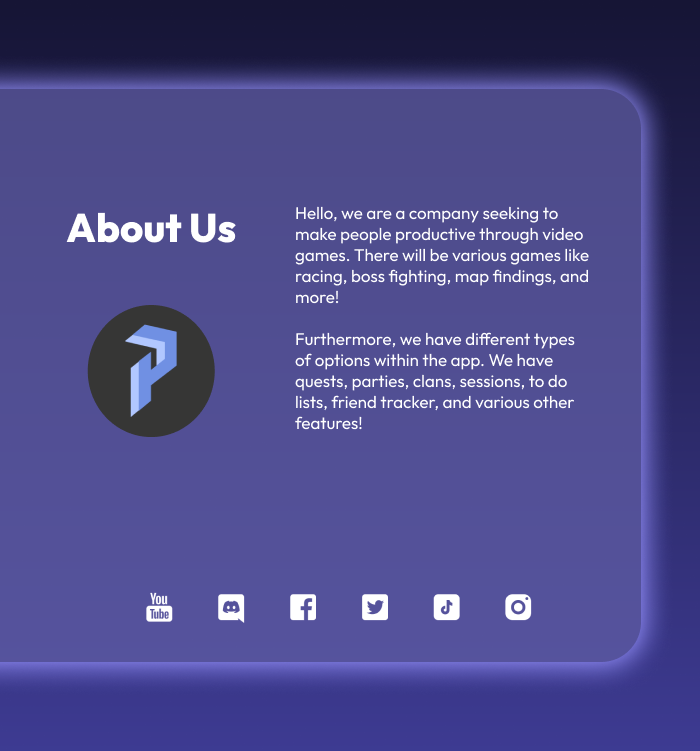 About Us
Hello, we are a company seeking to
make people productive through video
games. There will be various games like
racing, boss fighting, map findings, and
more!
Furthermore, we have different types
of options within the app. We have
quests, parties, clans, sessions, to do
lists, friend tracker, and various other
features!
You
Tube